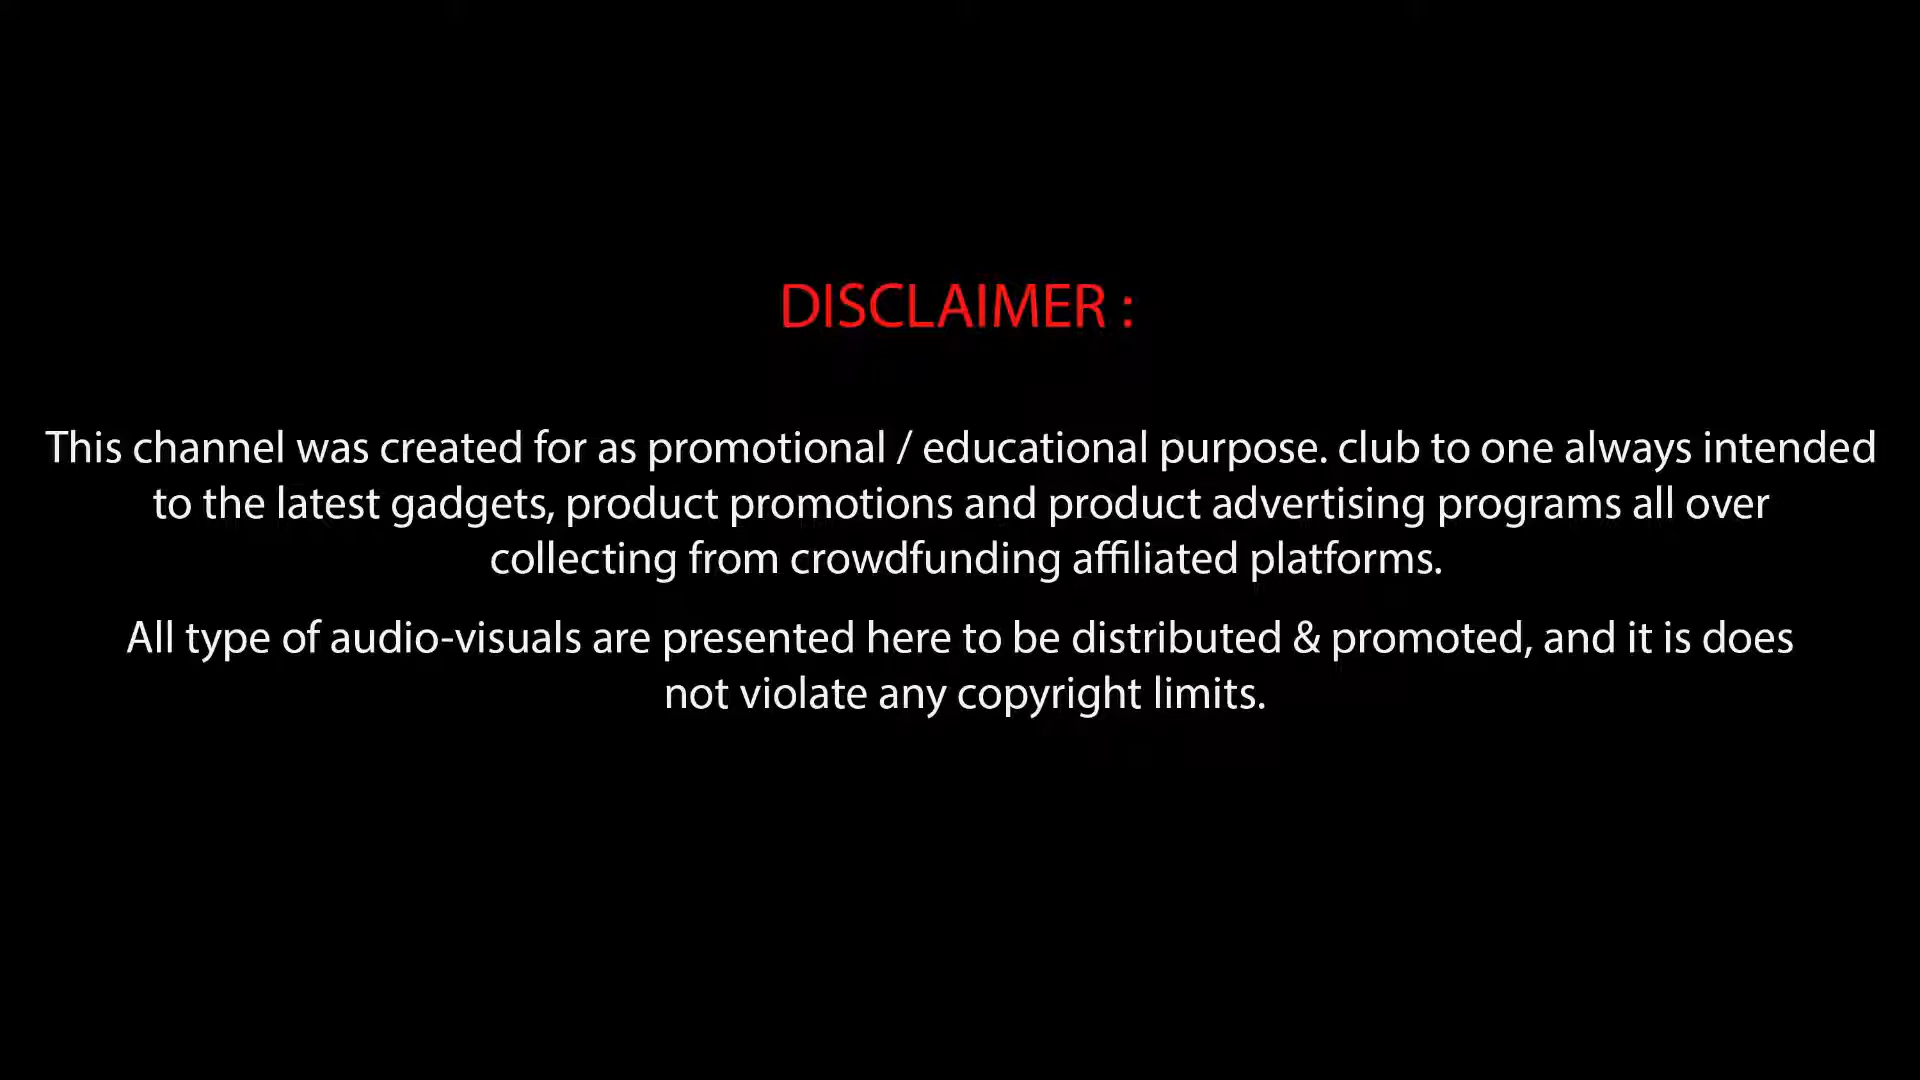 DISCLAIMER :
This channel was created for as promotional / educational purpose. club to one always intended
to the latest gadgets, product promotions and product advertising programs all over
collecting from crowdfunding affiliated platforms.
All type of audio-visuals are presented here to be distributed & promoted, and it is does
not violate any copyright limits.